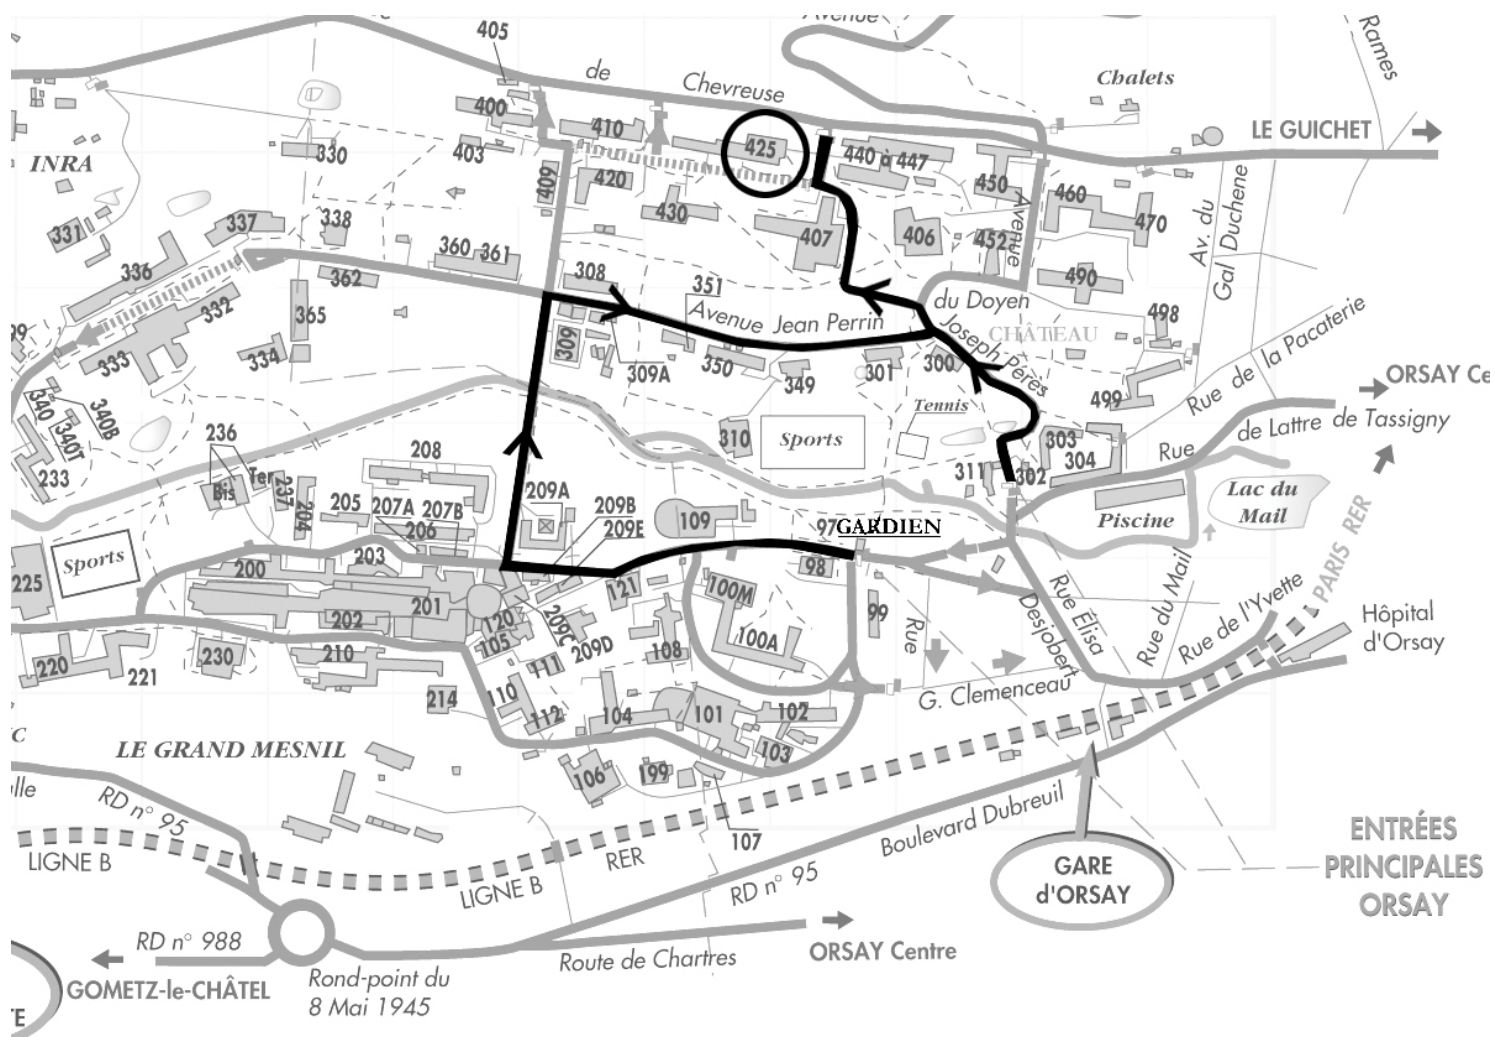 Avenue
405
de
Chevreuse
Chalets
Rames
400
410
425
440 à 447
LE GUICHET
INRA
330
403
409
420
430
450
460
470
Avenue
Av. du
Gal Duchene
331
337
338
336
360 361
407
406
452
490
362
308
351
du Doyen
498
332
365
Avenue Jean Perrin
Joseph Pérès
CHÂTEAU
333
334
309
309A
350
349
301
300
499
Rue de la Pacaterie
ORSAY Ce
340
340B
340T
233
236
Bis
Ter
237
204
208
310
Sports
Tennis
303
304
311
302
Rue
de Lattre de Tassigny
205
207A
207B
206
209A
209B
209E
109
97
GARDIEN
Piscine
Lac du
Mail
PARIS RER
Sports
225
203
200
201
202
98
99
121
100M
100A
120
105
209C
209D
111
108
Rue
Desjobert
Rue Élisa
Rue du Mail
Rue de l'Yvette
Hôpital
d'Orsay
220
221
230
210
214
110
112
104
101
102
103
G. Clemenceau
LE GRAND MESNIL
106
199
107
RD n° 95
LIGNE B
RER
LIGNE B
Boulevard Dubreuil
RD n° 95
GARE
d'ORSAY
ENTRÉES
PRINCIPALES
ORSAY
RD n° 988
GOMETZ-le-CHÂTEL
Rond-point du
8 Mai 1945
Route de Chartres
ORSAY Centre